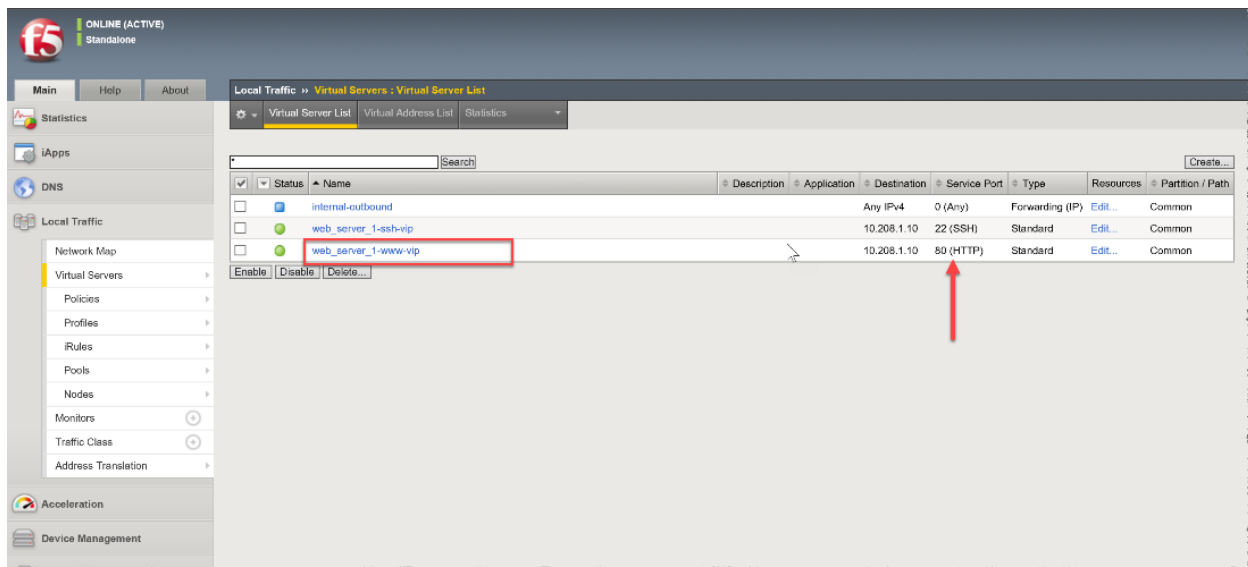 f5
ONLINE (ACTIVE)
Standalone
Main Help About
Statistics
iApps
DNS
Local Traffic
Network Map
Virtual Servers
Policies
Profiles
iRules
Pools
Nodes
Monitors
Traffic Class
Address Translation
Acceleration
Device Management
Local Traffic » Virtual Servers : Virtual Server List
Virtual Server List Virtual Address List Statistics
* Search Create...
Status Name Description Application Destination Service Port Type Resources Partition / Path
internal-outbound Any IPv4 0 (Any) Forwarding (IP) Edit... Common
web_server_1-ssh-vip 10.208.1.10 22 (SSH) Standard Edit... Common
web_server_1-www-vip 10.208.1.10 80 (HTTP) Standard Edit... Common
Enable Disable Delete...